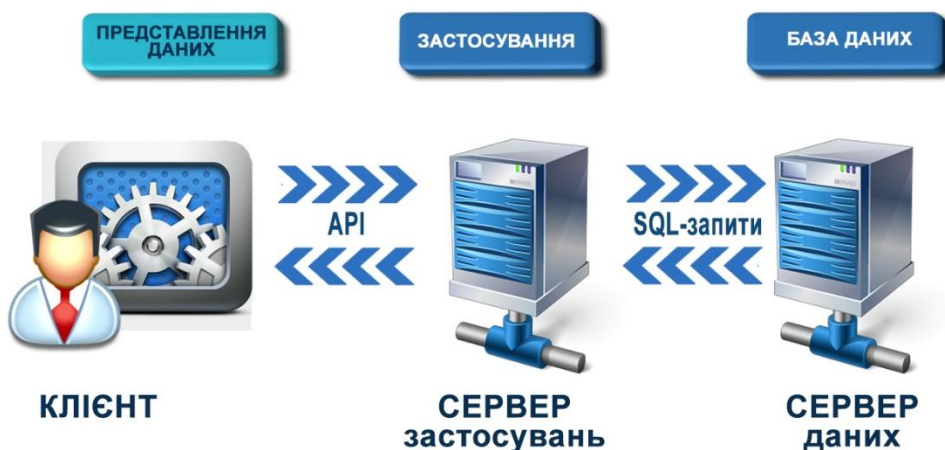 ПРЕДСТАВЛЕННЯ
ДАНИХ
ЗАСТОСУВАННЯ
БАЗА ДАНИХ
API
SQL-запити
КЛІЄНТ
СЕРВЕР
застосувань
СЕРВЕР
даних